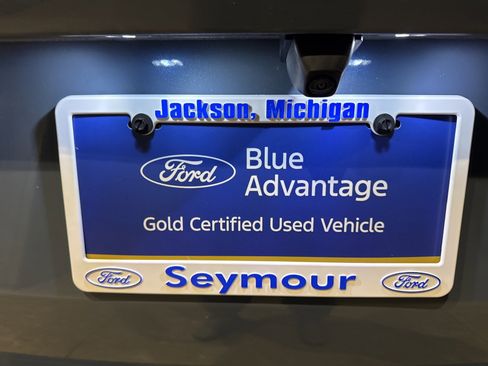 Jackson, Michigan
Ford
Blue
Advantage
Gold Certified Used Vehicle
Ford
Seymour
Ford